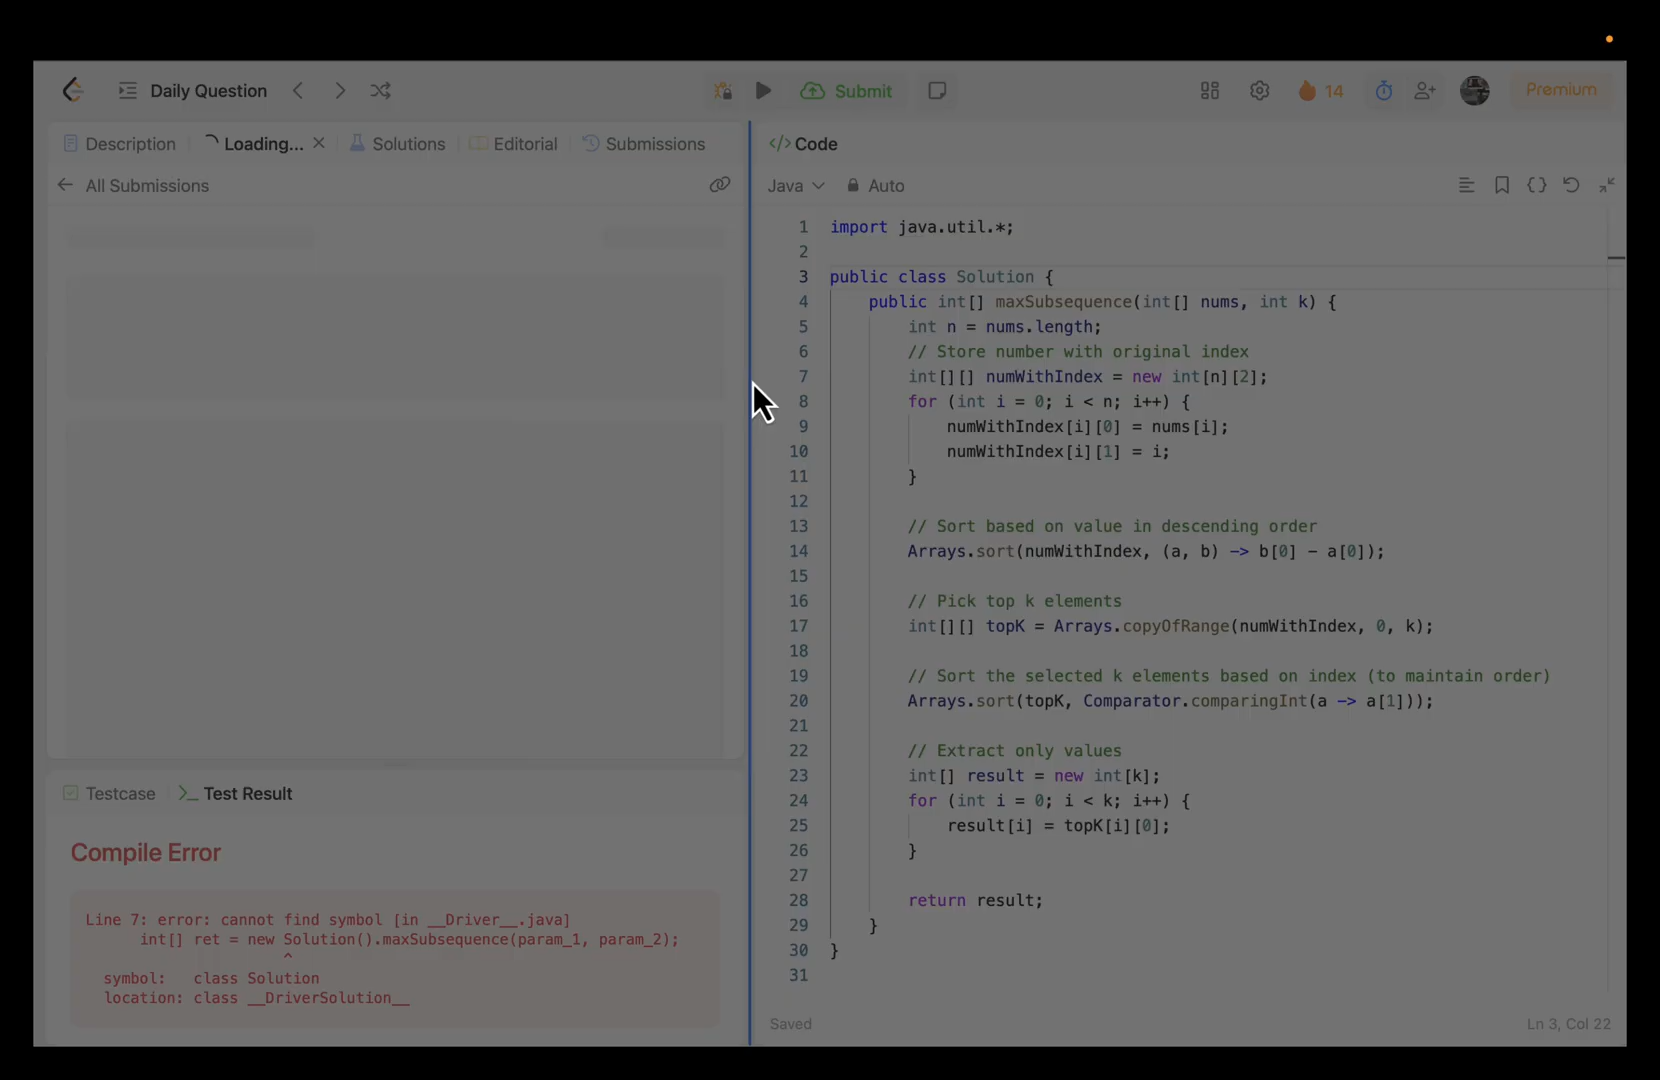 Daily Question
Submit
14
Premium
Description
Loading...
Solutions
Editorial
Submissions
All Submissions
</> Code
Java
Auto
1 import java.util.*;
2
3 public class Solution {
4 public int[] maxSubsequence(int[] nums, int k) {
5 int n = nums.length;
6 // Store number with original index
7 int[][] numWithIndex = new int[n][2];
8 for (int i = 0; i < n; i++) {
9 numWithIndex[i][0] = nums[i];
10 numWithIndex[i][1] = i;
11 }
12
13 // Sort based on value in descending order
14 Arrays.sort(numWithIndex, (a, b) -> b[0] - a[0]);
15
16 // Pick top k elements
17 int[][] topK = Arrays.copyOfRange(numWithIndex, 0, k);
18
19 // Sort the selected k elements based on index (to maintain order)
20 Arrays.sort(topK, Comparator.comparingInt(a -> a[1]));
21
22 // Extract only values
23 int[] result = new int[k];
24 for (int i = 0; i < k; i++) {
25 result[i] = topK[i][0];
26 }
27
28 return result;
29 }
30 }
31
Saved
Ln 3, Col 22
Testcase
>_ Test Result
Compile Error
Line 7: error: cannot find symbol [in __Driver__.java]
int[] ret = new Solution().maxSubsequence(param_1, param_2);
^
symbol: class Solution
location: class __DriverSolution__